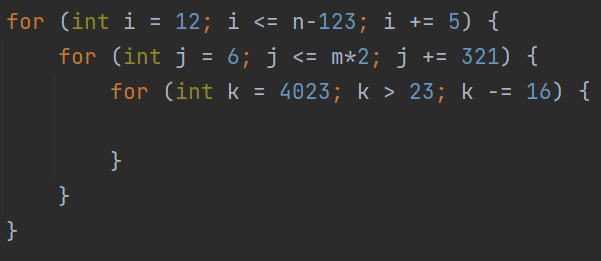 for (int i = 12; i <= n-123; i += 5) {
    for (int j = 6; j <= m*2; j += 321) {
        for (int k = 4023; k > 23; k -= 16) {
        }
    }
}